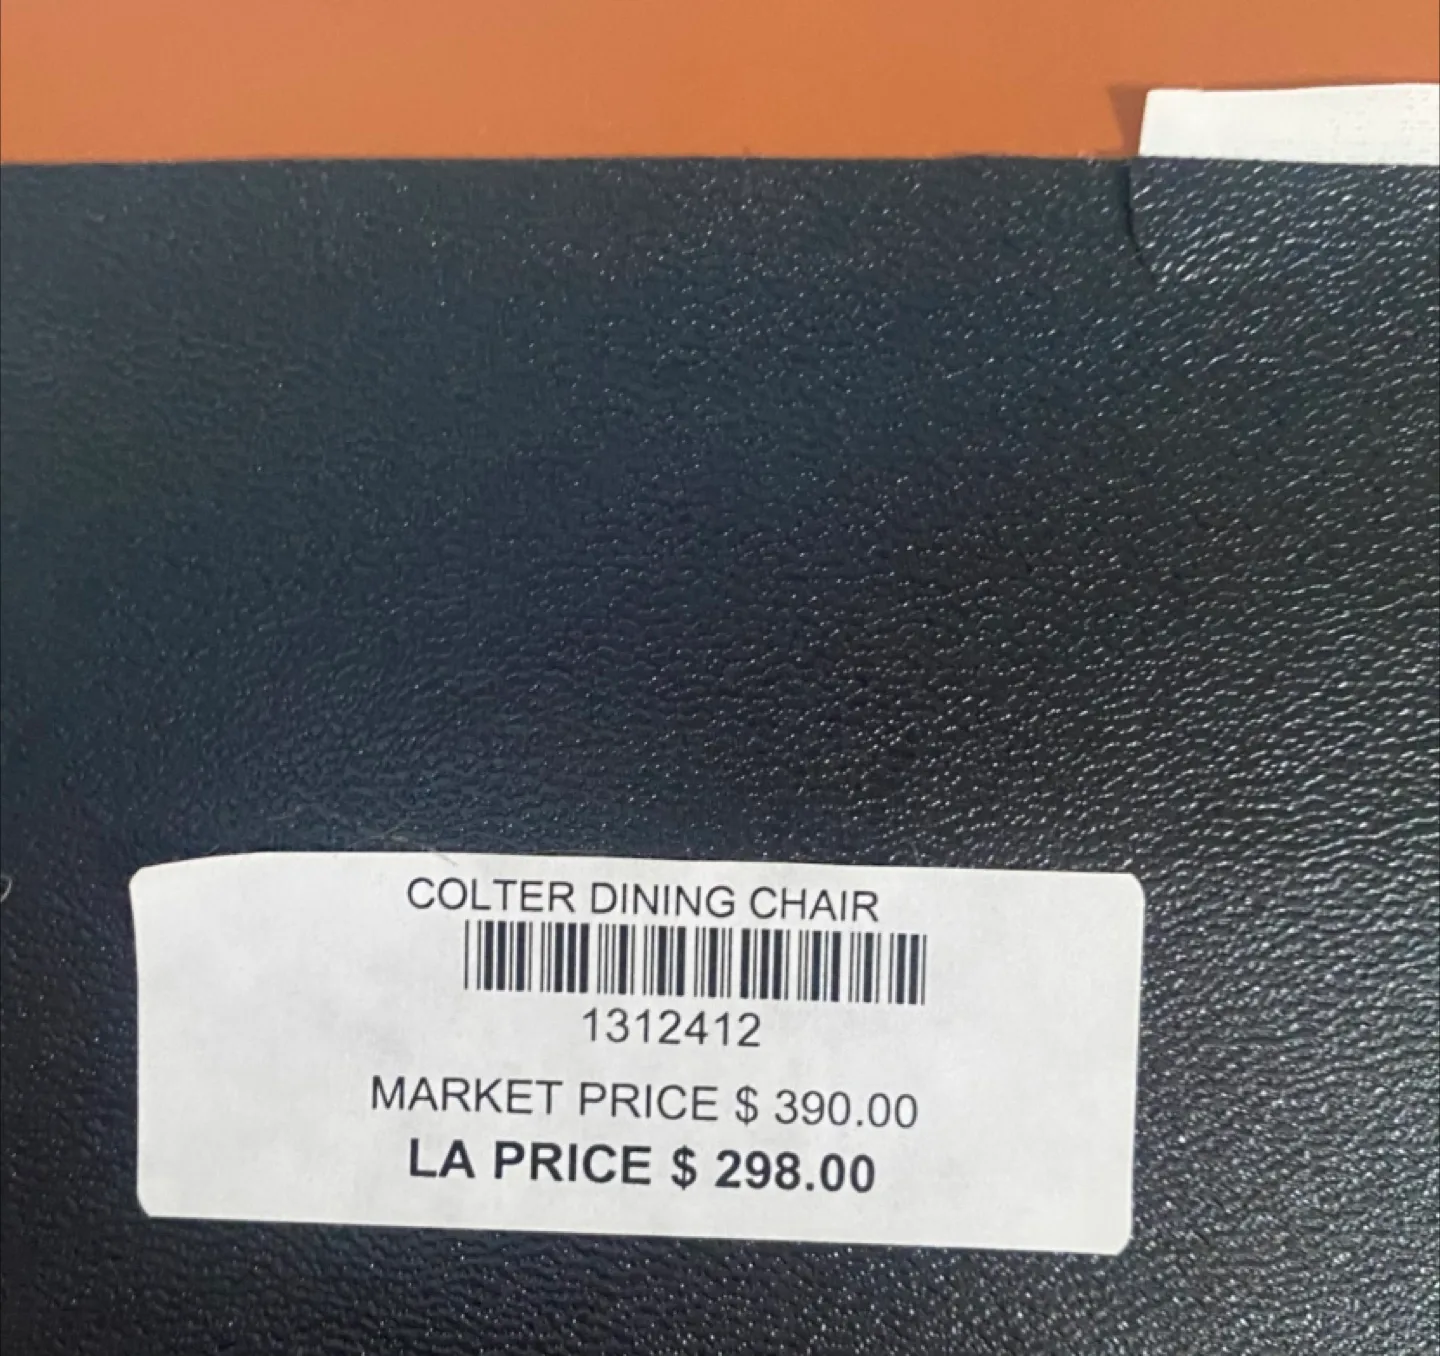 COLTER DINING CHAIR
1312412
MARKET PRICE $ 390.00
LA PRICE $ 298.00